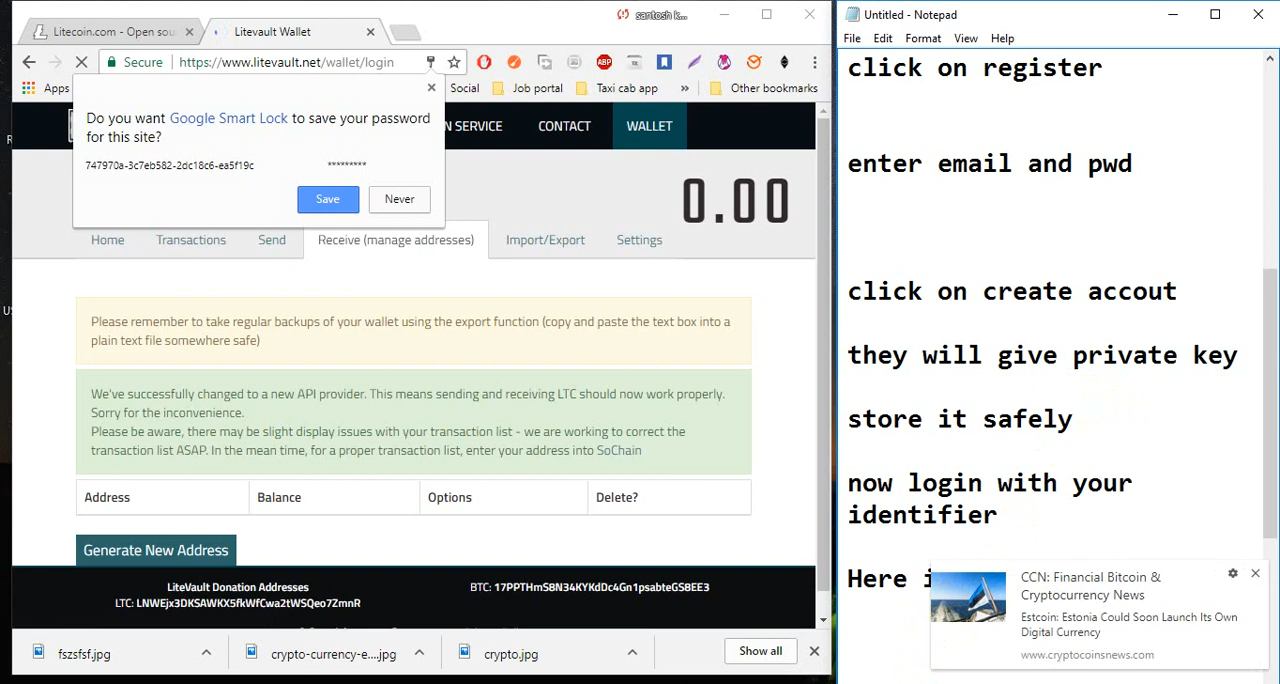 Litecoin.com - Open sou
Litevault Wallet
santosh k...
Secure https://www.litevault.net/wallet/login
Apps
Social
Job portal
Taxi cab app
»
Other bookmarks
Do you want Google Smart Lock to save your password
for this site?
747970a-3c7eb582-2dc18c6-ea5f19c *********
Save
Never
N SERVICE
CONTACT
WALLET
0.00
Home
Transactions
Send
Receive (manage addresses)
Import/Export
Settings
Please remember to take regular backups of your wallet using the export function (copy and paste the text box into a
plain text file somewhere safe)
We've successfully changed to a new API provider. This means sending and receiving LTC should now work properly.
Sorry for the inconvenience.
Please be aware, there may be slight display issues with your transaction list - we are working to correct the
transaction list ASAP. In the mean time, for a proper transaction list, enter your address into SoChain
Address
Balance
Options
Delete?
Generate New Address
LiteVault Donation Addresses
LTC: LNWEjx3DKSAWKX5fkWfCwa2tWSQeo7ZmnR
BTC: 17PPTHmS8N34KYKdDc4Gn1psabteGSBEE3
fszsfsf.jpg
crypto-currency-e....jpg
crypto.jpg
Show all
Untitled - Notepad
File Edit Format View Help
click on register
enter email and pwd
click on create accout
they will give private key
store it safely
now login with your
identifier
Here i
CCN: Financial Bitcoin &
Cryptocurrency News
Estcoin: Estonia Could Soon Launch Its Own
Digital Currency
www.cryptocoinsnews.com